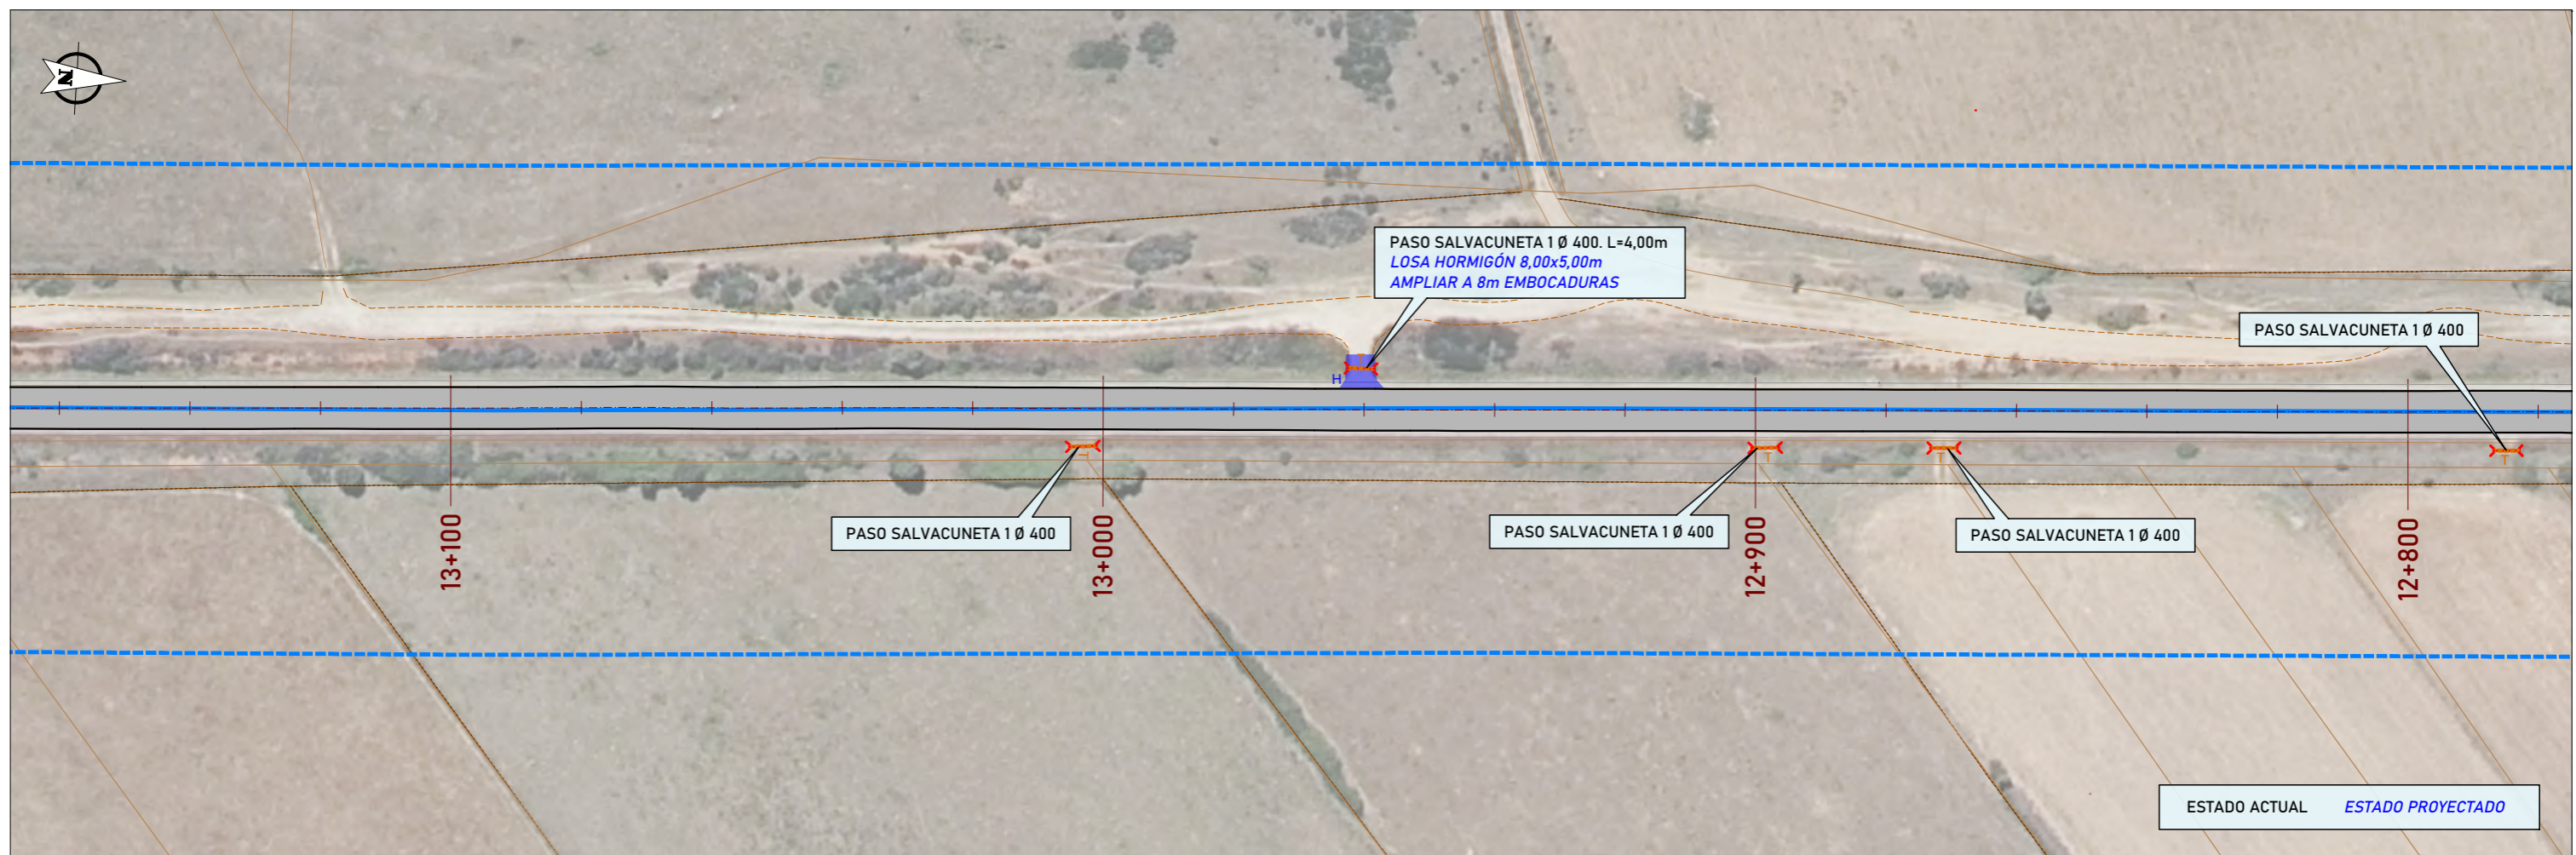 N
PASO SALVACUNETA 1 Ø 400. L=4,00m
LOSA HORMIGÓN 8,00x5,00m
AMPLIAR A 8m EMBOCADURAS
PASO SALVACUNETA 1 Ø 400
T
H
T
T
T
T
PASO SALVACUNETA 1 Ø 400
PASO SALVACUNETA 1 Ø 400
PASO SALVACUNETA 1 Ø 400
13+100
13+000
12+900
12+800
ESTADO ACTUAL ESTADO PROYECTADO